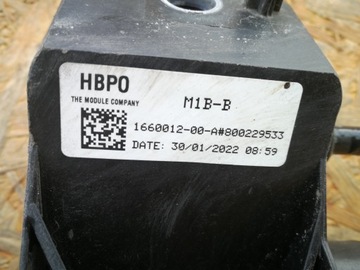 HBPO
M1B-B
THE MODULE COMPANY
1660012-00-A#800229533
DATE: 30/01/2022 08:59